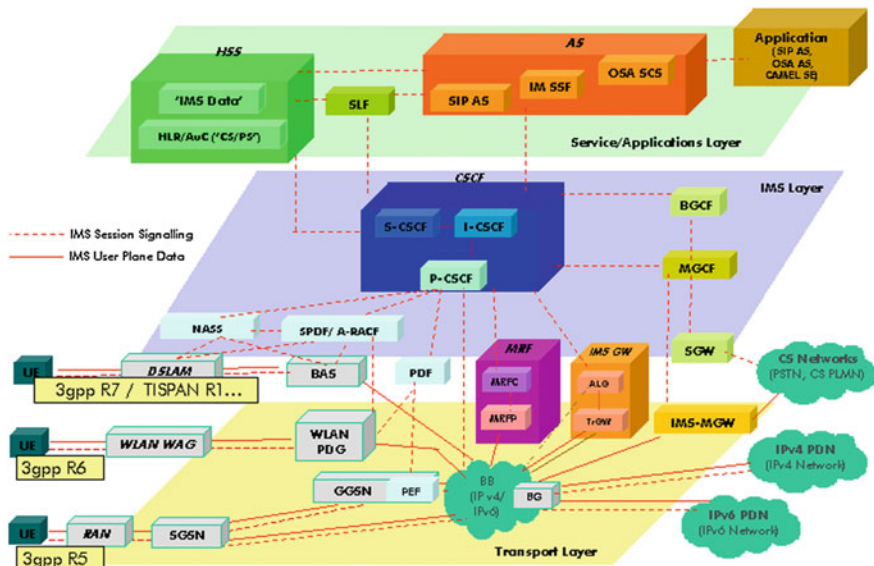 HSS
AS
Application
(SIP AS,
OSA AS,
CAMEL SE)
OSA SCS
IM SSF
'IMS Data'
SIP AS
SLF
HLR/AuC ('CS/PS')
Service/Applications Layer
CSCF
IMS Layer
BGCF
S-CSCF
I-CSCF
IMS Session Signalling
IMS User Plane Data
P-CSCF
MGCF
NASS
SPDF/ A-RACF
MRF
IMS GW
SGW
CS Networks
(PSTN, CS PLMN)
UE
DSLAM
BAS
PDF
MRFC
ALG
3gpp R7 / TISPAN R1...
MRFP
TrGW
IMS-MGW
UE
WLAN WAG
WLAN
PDG
3gpp R6
IPv4 PDN
(IPv4 Network)
BB
(IP v4/
IPv6)
GGSN
PEF
BG
IPv6 PDN
(IPv6 Network)
UE
RAN
SGSN
3gpp R5
Transport Layer